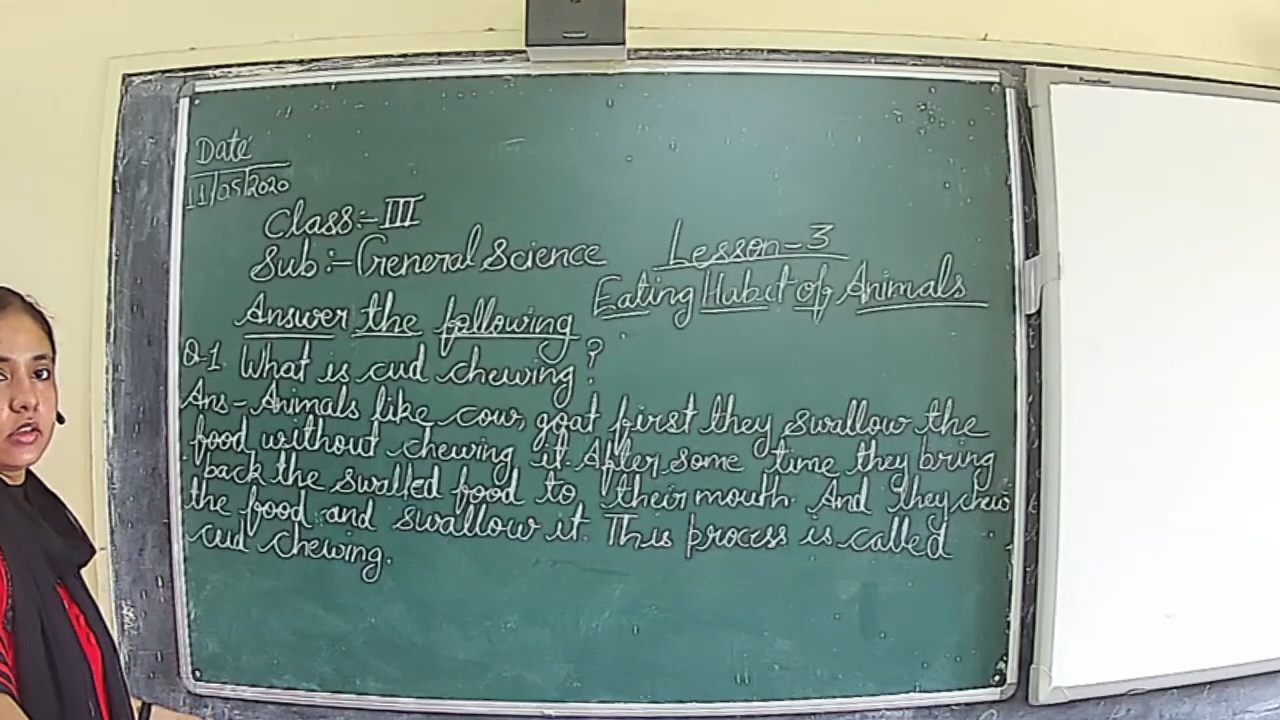 Date
11/05/2020
Class:-III
Sub:-General Science
Lesson-3
Eating Habit of Animals
Answer the following
Q-1. What is cud chewing?
Ans-Animals like cow, goat first they swallow the
food without chewing it. After some time they bring
back the swalled food to their mouth. And they chew
the food and swallow it. This process is called
cud chewing.